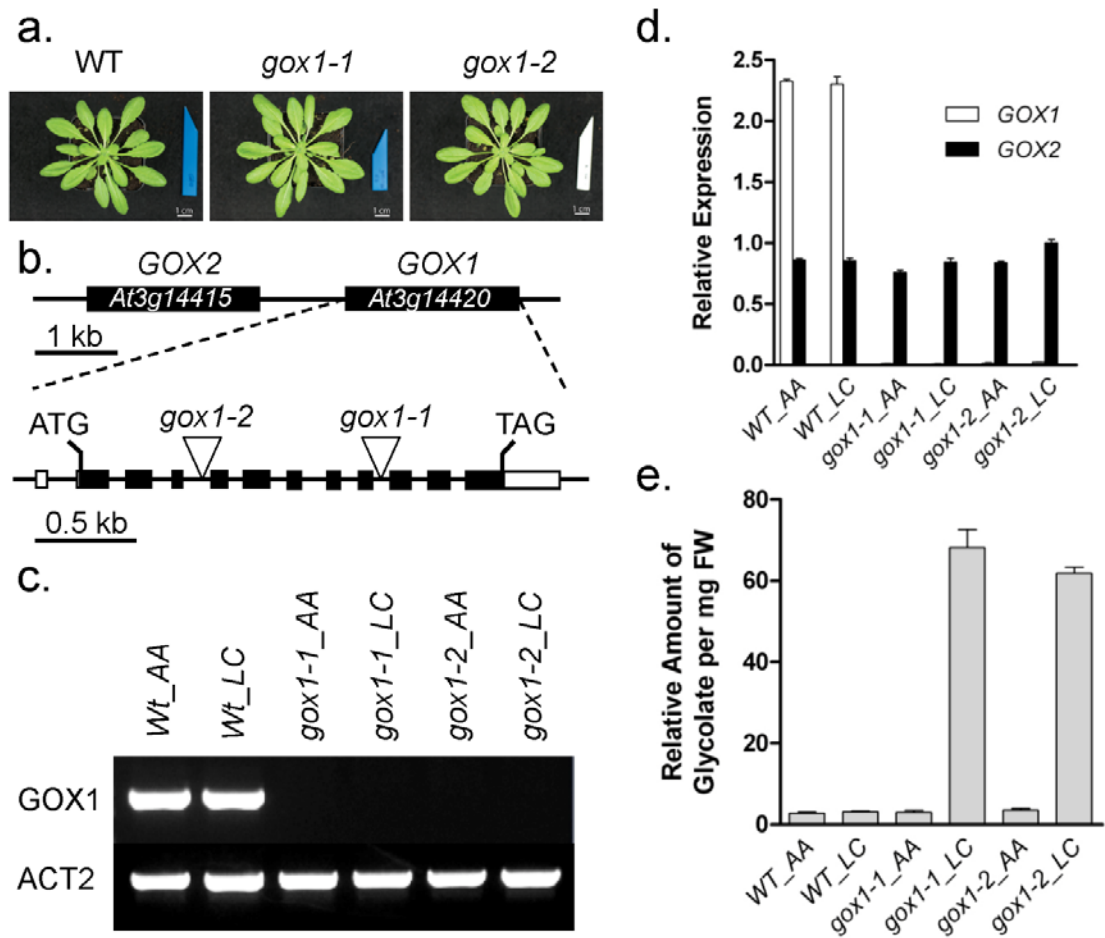 a.
WT
gox1-1
gox1-2
1 cm
1 cm
1 cm
b.
GOX2
GOX1
At3g14415
At3g14420
1 kb
ATG
gox1-2
gox1-1
TAG
0.5 kb
c.
Wt_AA
Wt_LC
gox1-1_AA
gox1-1_LC
gox1-2_AA
gox1-2_LC
GOX1
ACT2
d.
Relative Expression
2.5
2.0
1.5
1.0
0.5
0.0
GOX1
GOX2
WT_AA
WT_LC
gox1-1_AA
gox1-1_LC
gox1-2_AA
gox1-2_LC
e.
Relative Amount of
Glycolate per mg FW
80
60
40
20
0
WT_AA
WT_LC
gox1-1_AA
gox1-1_LC
gox1-2_AA
gox1-2_LC